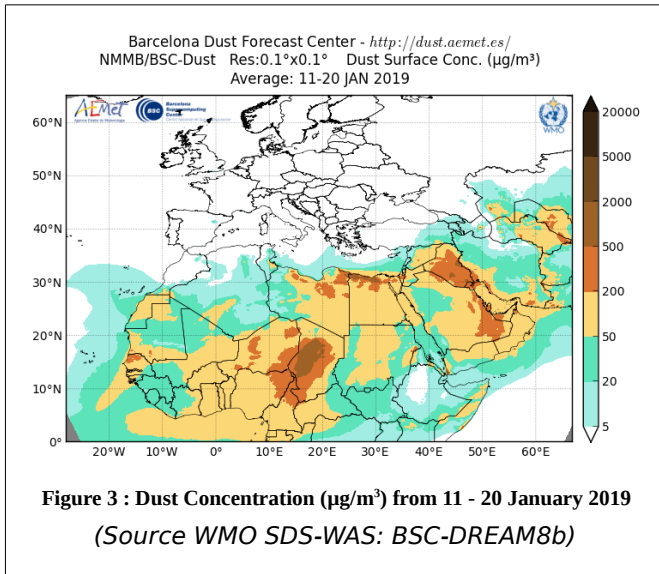 Barcelona Dust Forecast Center - http://dust.aemet.es/
NMMB/BSC-Dust Res:0.1°x0.1° Dust Surface Conc. (µg/m³)
Average: 11-20 JAN 2019
AEMet
BSC
Barcelona
Supercomputing
Center
WMO
60°N
50°N
40°N
30°N
20°N
10°N
0°
20°W 10°W 0° 10°E 20°E 30°E 40°E 50°E 60°E
20000
5000
2000
500
200
50
20
5
Figure 3 : Dust Concentration (µg/m³) from 11 - 20 January 2019
(Source WMO SDS-WAS: BSC-DREAM8b)